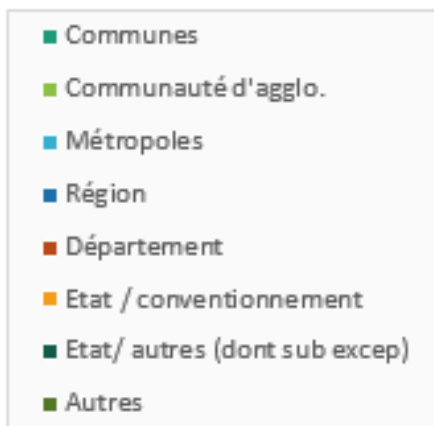 Communes
Communauté d'agglo.
Métropoles
Région
Département
Etat / conventionnement
Etat/ autres (dont sub excep)
Autres